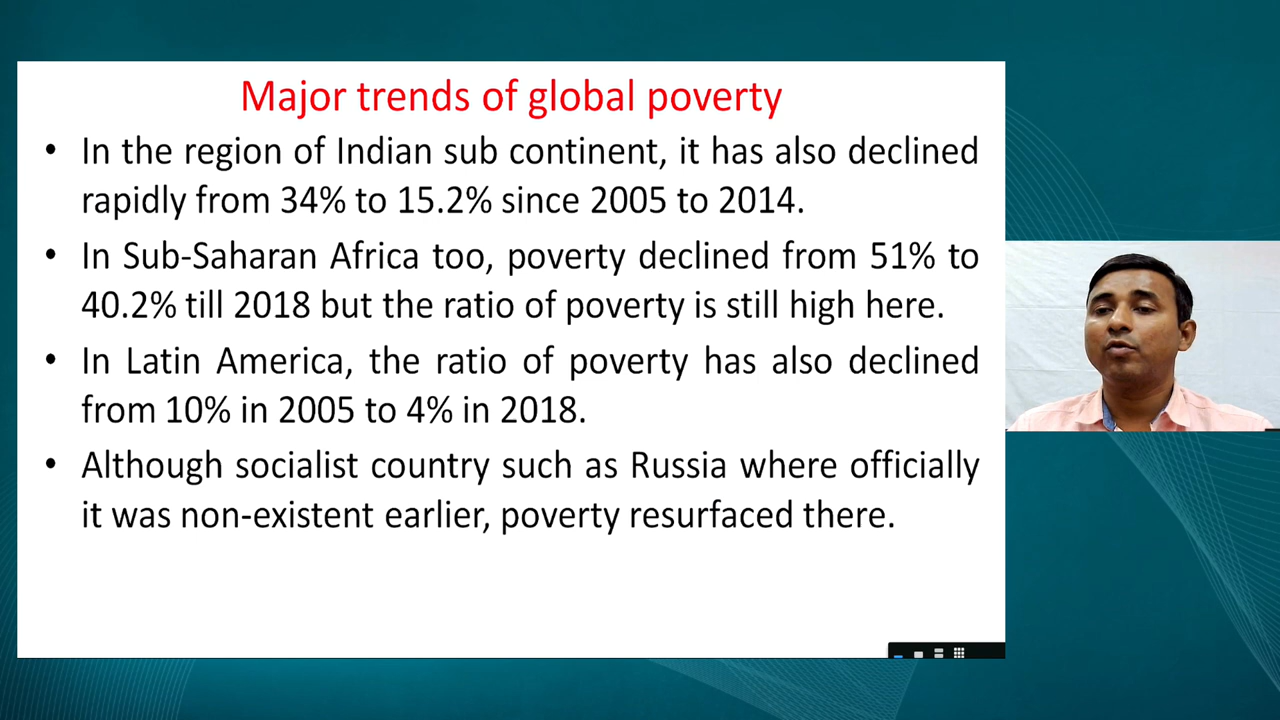 Major trends of global poverty
• In the region of Indian sub continent, it has also declined
rapidly from 34% to 15.2% since 2005 to 2014.
• In Sub-Saharan Africa too, poverty declined from 51% to
40.2% till 2018 but the ratio of poverty is still high here.
• In Latin America, the ratio of poverty has also declined
from 10% in 2005 to 4% in 2018.
• Although socialist country such as Russia where officially
it was non-existent earlier, poverty resurfaced there.